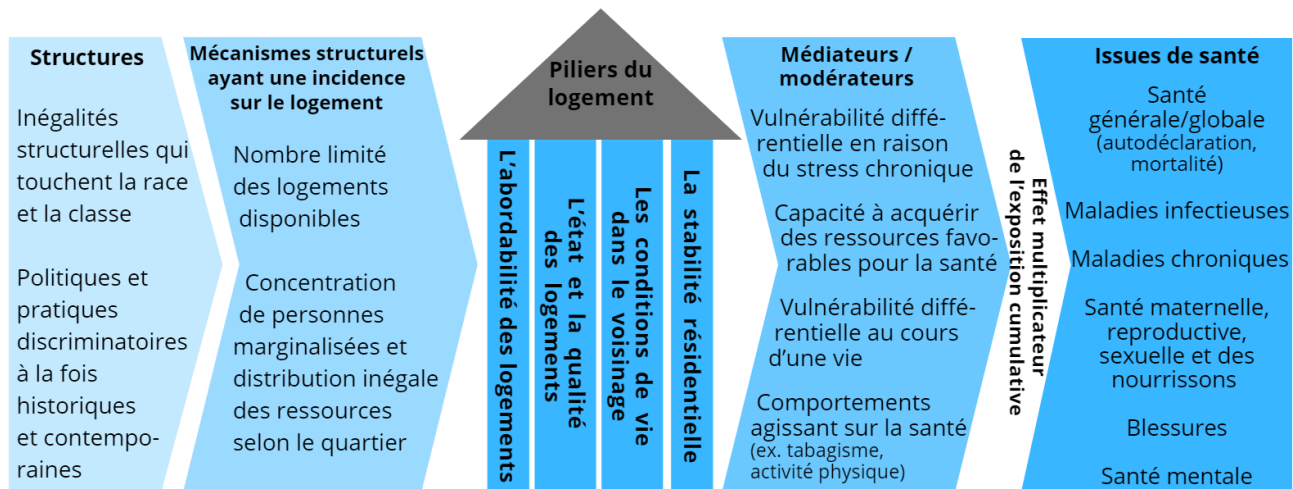 Structures
Inégalités
structurelles qui
touchent la race
et la classe
Politiques et
pratiques
discriminatoires
à la fois
historiques
et contempo-
raines
Mécanismes structurels
ayant une incidence
sur le logement
Nombre limité
des logements
disponibles
Concentration
de personnes
marginalisées et
distribution inégale
des ressources
selon le quartier
Piliers du
logement
L'abordabilité des logements
L'état et la qualité
des logements
Les conditions de vie
dans le voisinage
La stabilité résidentielle
Médiateurs /
modérateurs
Vulnérabilité diffé-
rentielle en raison
du stress chronique
Capacité à acquérir
des ressources favo-
rables pour la santé
Vulnérabilité diffé-
rentielle au cours
d'une vie
Comportements
agissant sur la santé
(ex. tabagisme,
activité physique)
Effet multiplicateur
de l'exposition cumulative
Issues de santé
Santé
générale/globale
(autodéclaration,
mortalité)
Maladies infectieuses
Maladies chroniques
Santé maternelle,
reproductive,
sexuelle et des
nourrissons
Blessures
Santé mentale